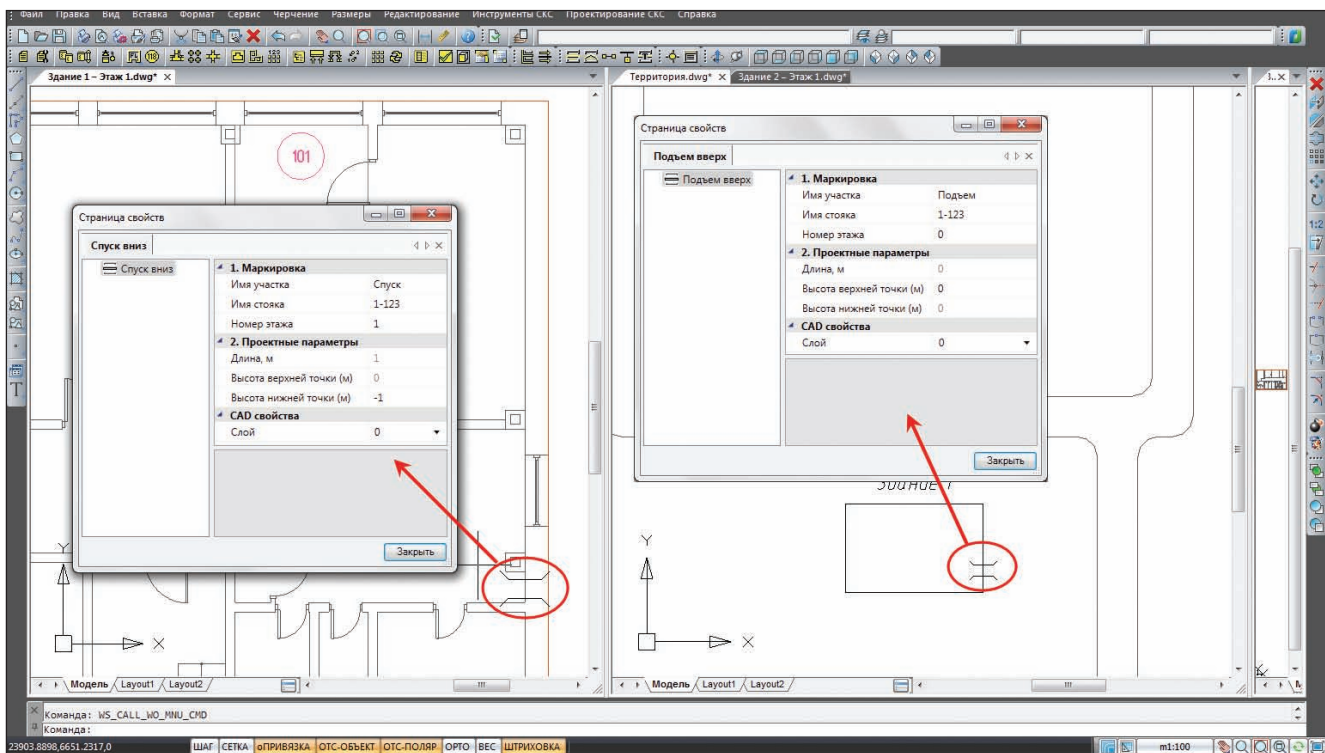 Файл Правка Вид Вставка Формат Сервис Черчение Размеры Редактирование Инструменты СКС Проектирование СКС Справка
Здание 1 – Этаж 1.dwg* ×
101
Страница свойств
Спуск вниз
Спуск вниз
1. Маркировка
Имя участка Спуск
Имя стояка 1-123
Номер этажа 1
2. Проектные параметры
Длина, м 1
Высота верхней точки (м) 0
Высота нижней точки (м) -1
CAD свойства
Слой 0
Закрыть
Y
X
Модель Layout1 Layout2
Территория.dwg* × Здание 2 – Этаж 1.dwg*
Страница свойств
Подъем вверх
Подъем вверх
1. Маркировка
Имя участка Подъем
Имя стояка 1-123
Номер этажа 0
2. Проектные параметры
Длина, м 0
Высота верхней точки (м) 0
Высота нижней точки (м) 0
CAD свойства
Слой 0
Закрыть
Y
X
Модель Layout1 Layout2
1:2
T
Команда: WS_CALL_WO_MNU_CMD
Команда:
23903.8898,6651.2317,0 ШАГ СЕТКА оПРИВЯЗКА ОТС-ОБЪЕКТ ОТС-ПОЛЯР ОРТО ВЕС ШТРИХОВКА m1:100